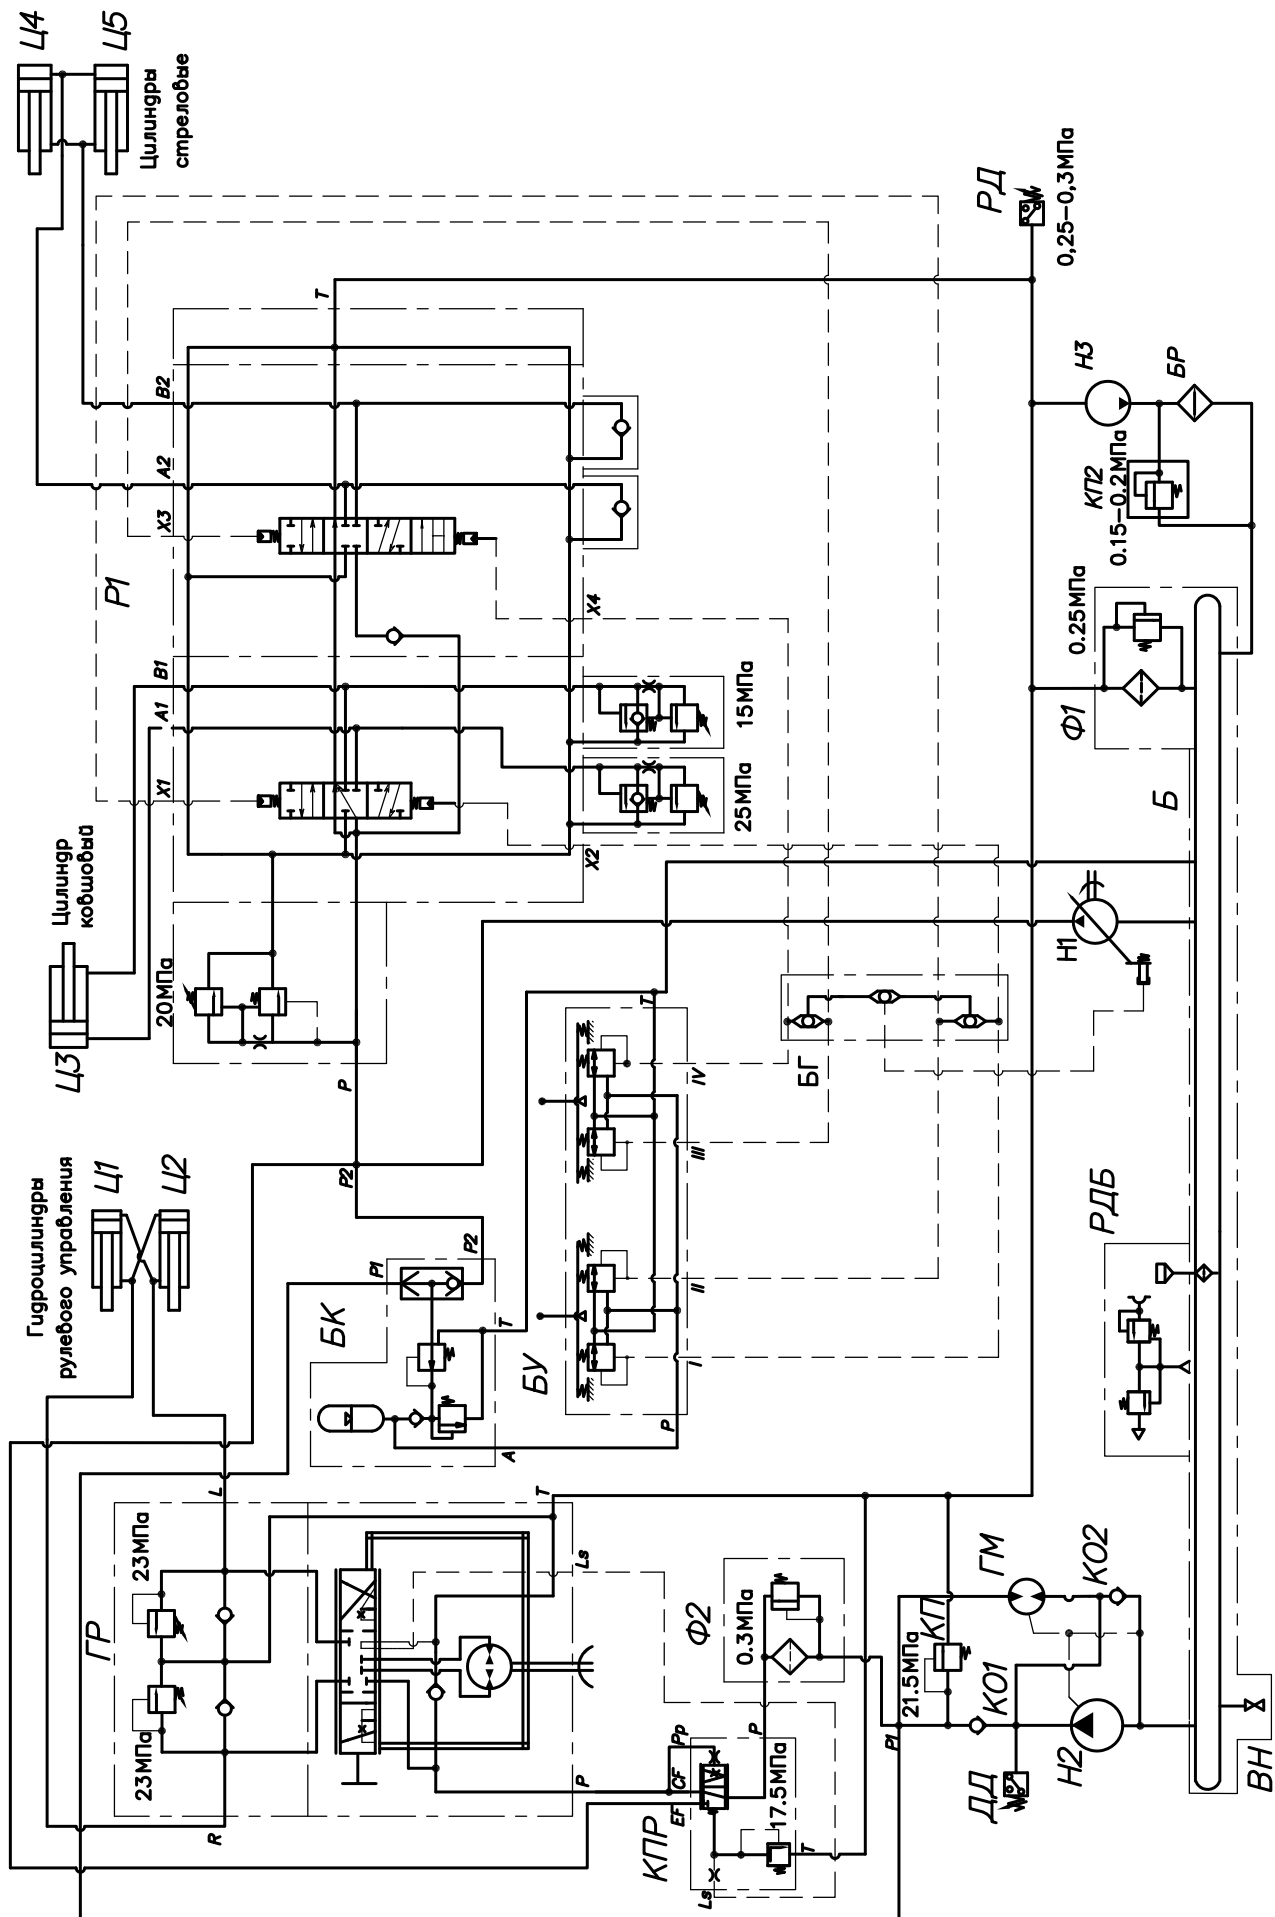 Ц4
Ц5
Цилиндры
стреловые
Цилиндр
ковшовый
Ц3
Гидроцилиндры
рулевого управления
Ц1
Ц2
Р1
T
B2
A2
X3
X4
B1
A1
X1
X2
15МПа
25МПа
20МПа
P
P2
РД
0,25-0,3МПа
Н3
БР
КП2
0.15-0.2МПа
0.25МПа
Ф1
Б
Н1
БГ
РДБ
БК
P1
P2
T
A
БУ
T
IV
III
II
I
P
ГР
23МПа
23МПа
L
R
T
Ls
P
Ф2
0.3МПа
P
КПР
Pp
CF
EF
17.5МПа
T
Ls
ГМ
КО2
КП
21.5МПа
КО1
P1
ДД
Н2
ВН